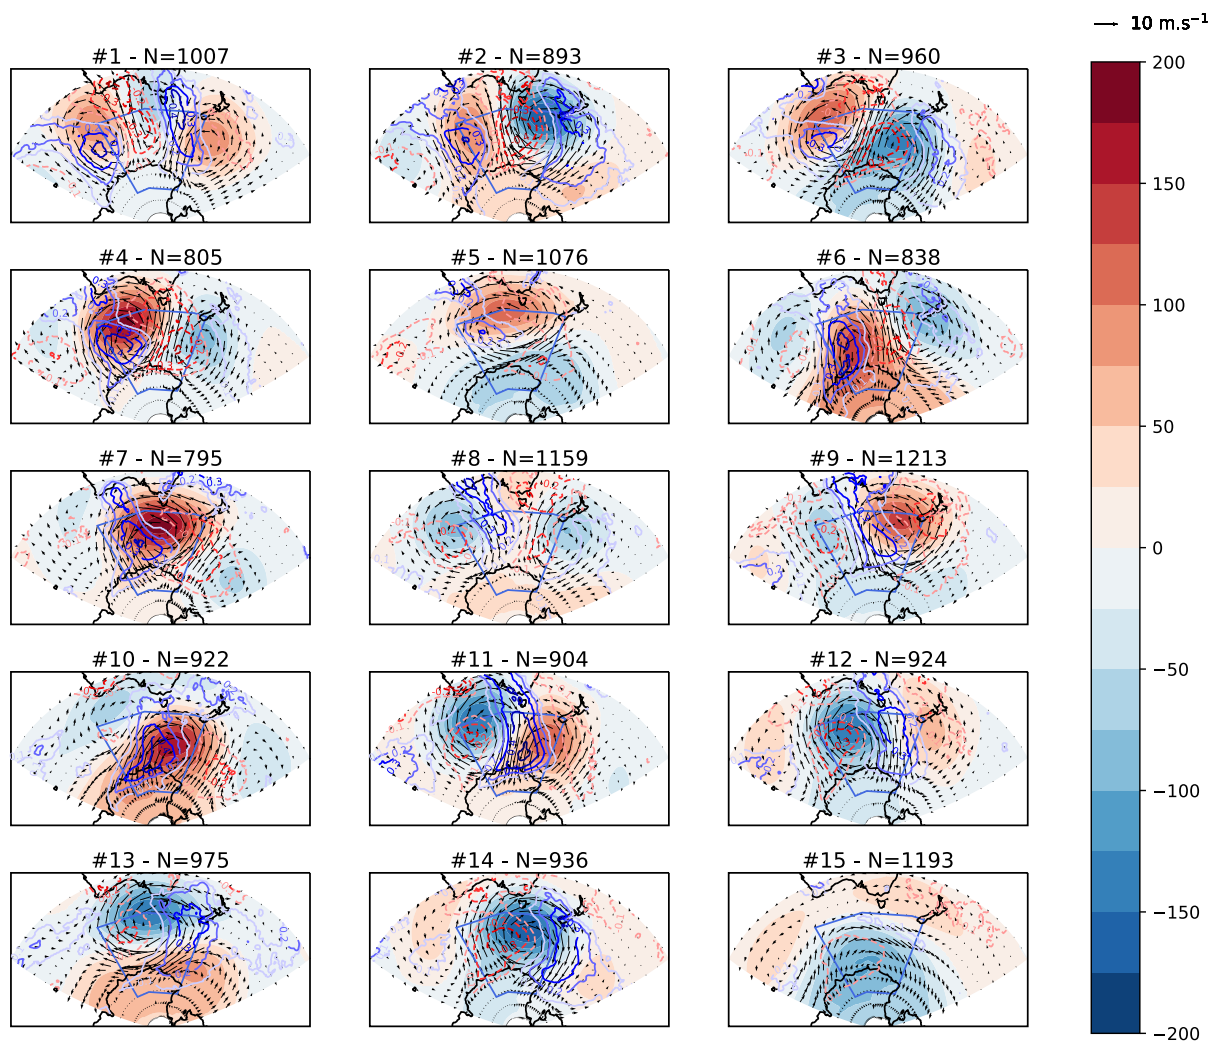 10 m.s−1
#1 - N=1007
#2 - N=893
#3 - N=960
#4 - N=805
#5 - N=1076
#6 - N=838
#7 - N=795
#8 - N=1159
#9 - N=1213
#10 - N=922
#11 - N=904
#12 - N=924
#13 - N=975
#14 - N=936
#15 - N=1193
200
150
100
50
0
−50
−100
−150
−200